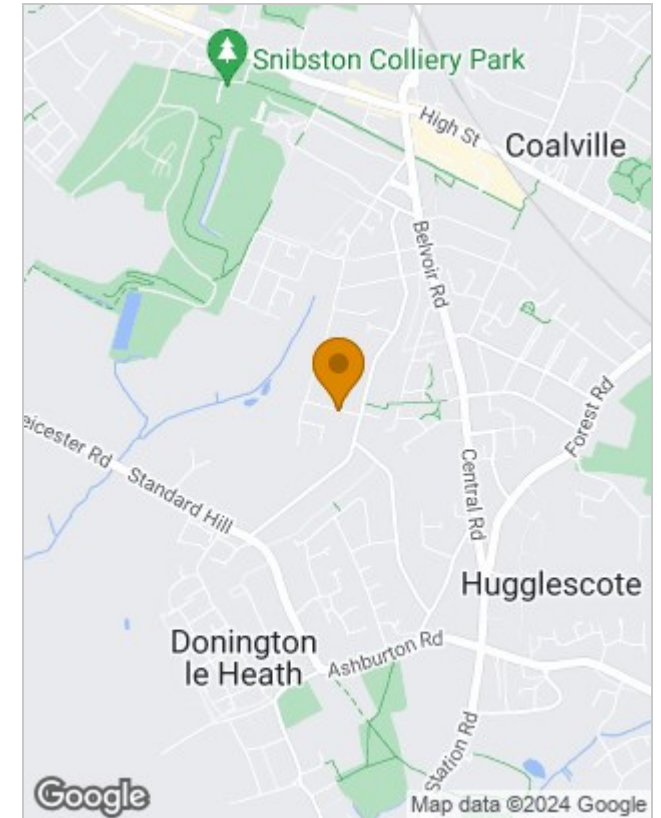 Snibston Colliery Park
High St
Coalville
Belvoir Rd
Forest Rd
eicester Rd
Standard Hill
Central Rd
Hugglescote
Donington
le Heath
Ashburton Rd
Station Rd
Google
Map data ©2024 Google